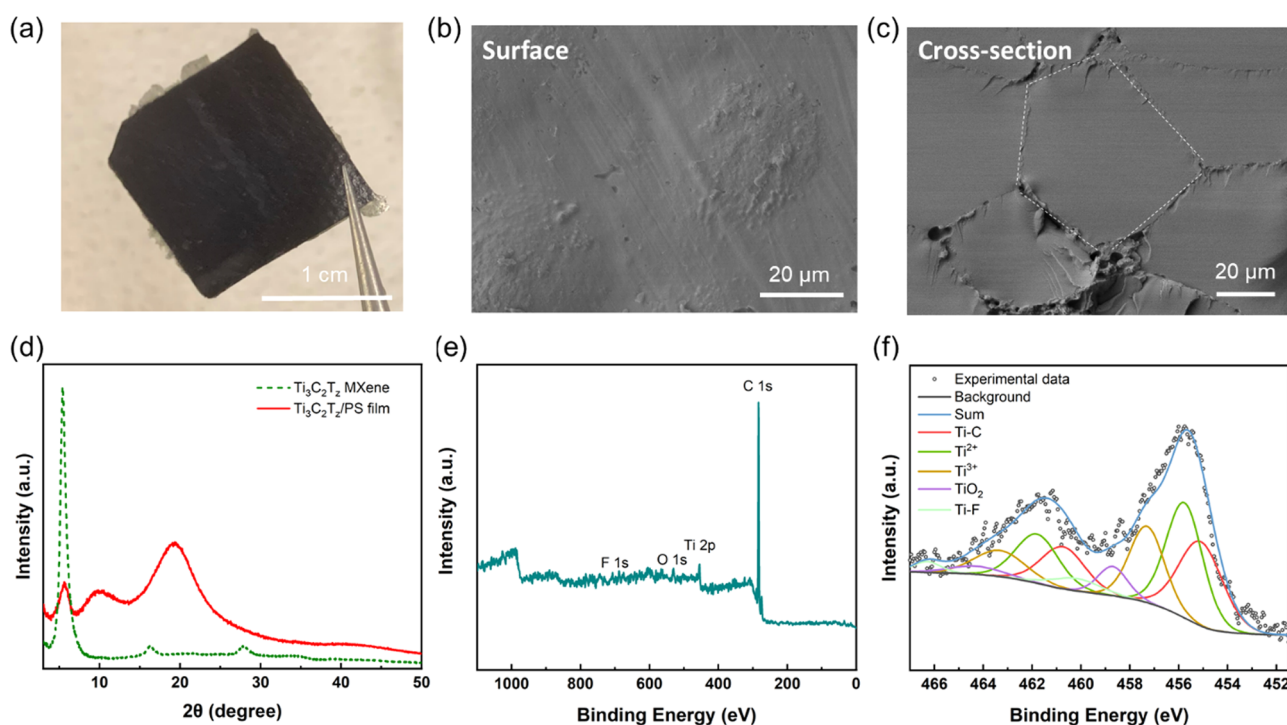 (a)
1 cm
(b)
Surface
20 µm
(c)
Cross-section
20 µm
(d)
Ti₃C₂T𝓏 MXene
Ti₃C₂T𝓏/PS film
Intensity (a.u.)
10 20 30 40 50
2θ (degree)
(e)
C 1s
Ti 2p
F 1s
O 1s
Intensity (a.u.)
1000 800 600 400 200 0
Binding Energy (eV)
(f)
Experimental data
Background
Sum
Ti-C
Ti²⁺
Ti³⁺
TiO₂
Ti-F
Intensity (a.u.)
466 464 462 460 458 456 454 452
Binding Energy (eV)